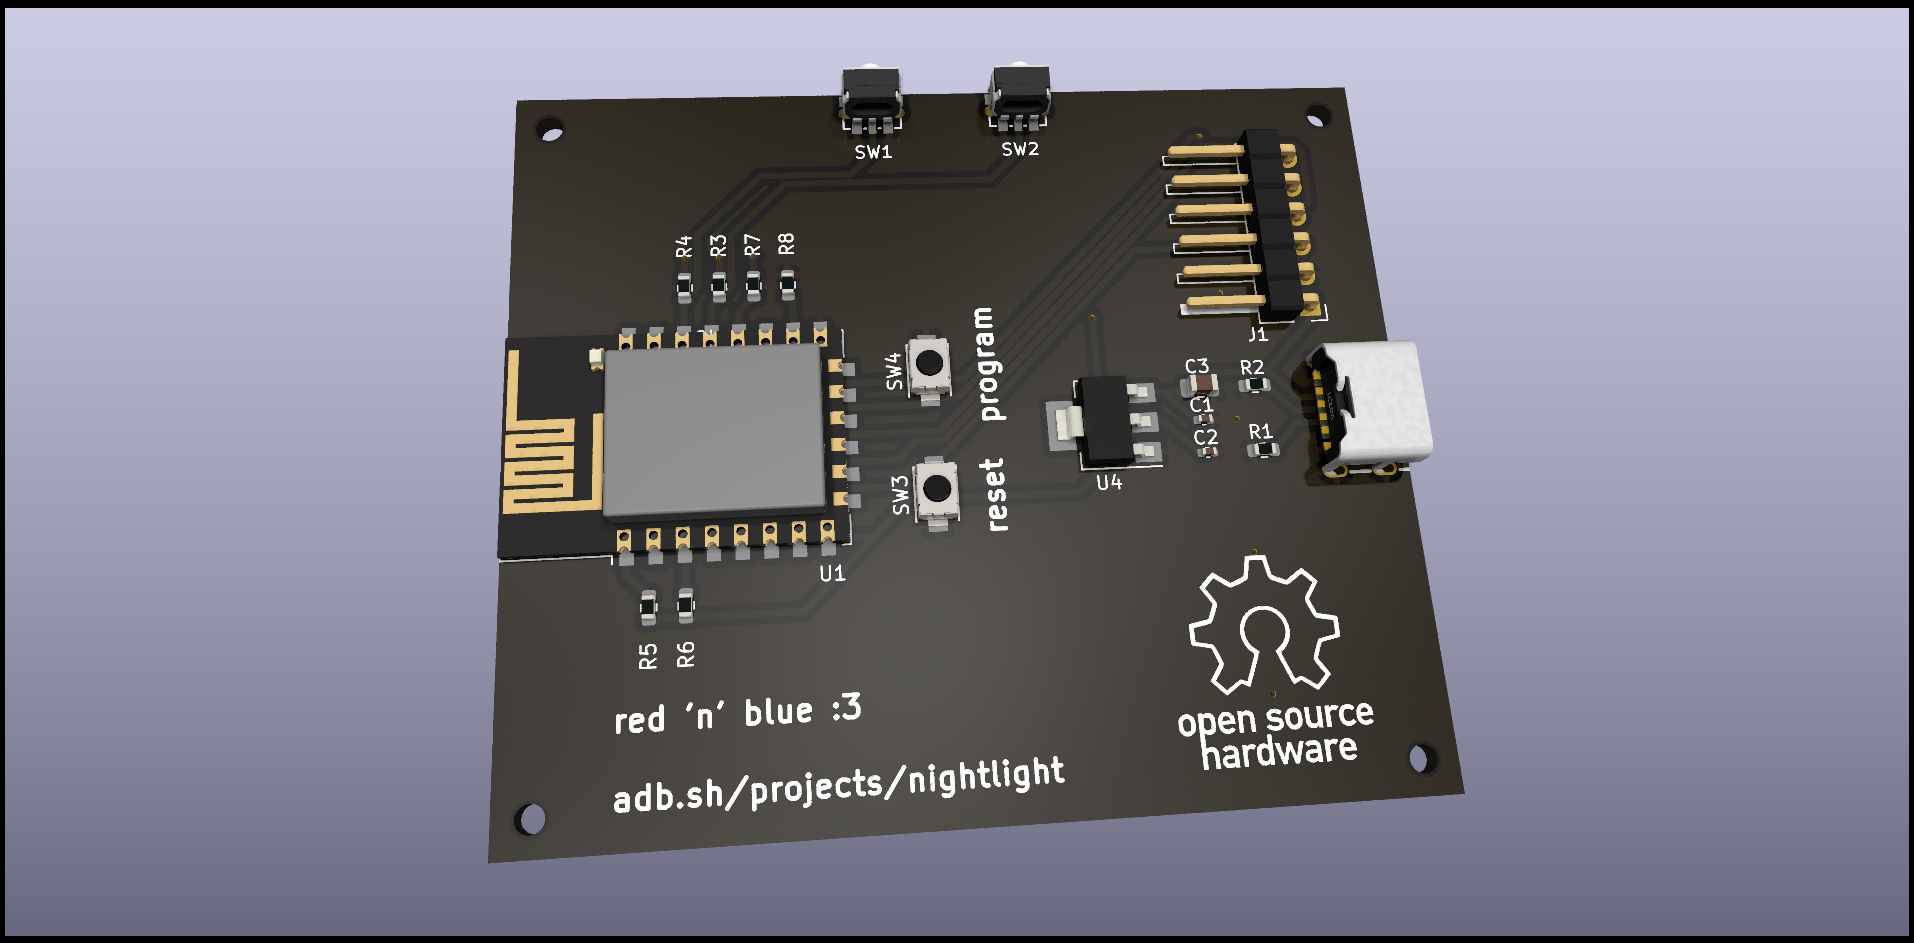 SW1
SW2
R4
R3
R7
R8
J1
SW4
program
C3
R2
C1
C2
R1
U4
SW3
reset
U1
R5
R6
red 'n' blue :3
adb.sh/projects/nightlight
open source
hardware